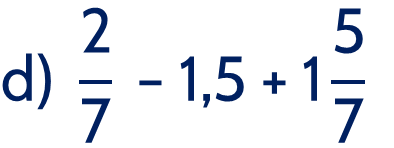 d) 2/7 - 1,5 + 1 5/7